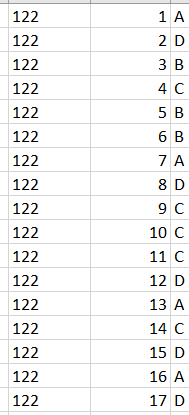 122 1 A
122 2 D
122 3 B
122 4 C
122 5 B
122 6 B
122 7 A
122 8 D
122 9 C
122 10 C
122 11 C
122 12 D
122 13 A
122 14 C
122 15 D
122 16 A
122 17 D